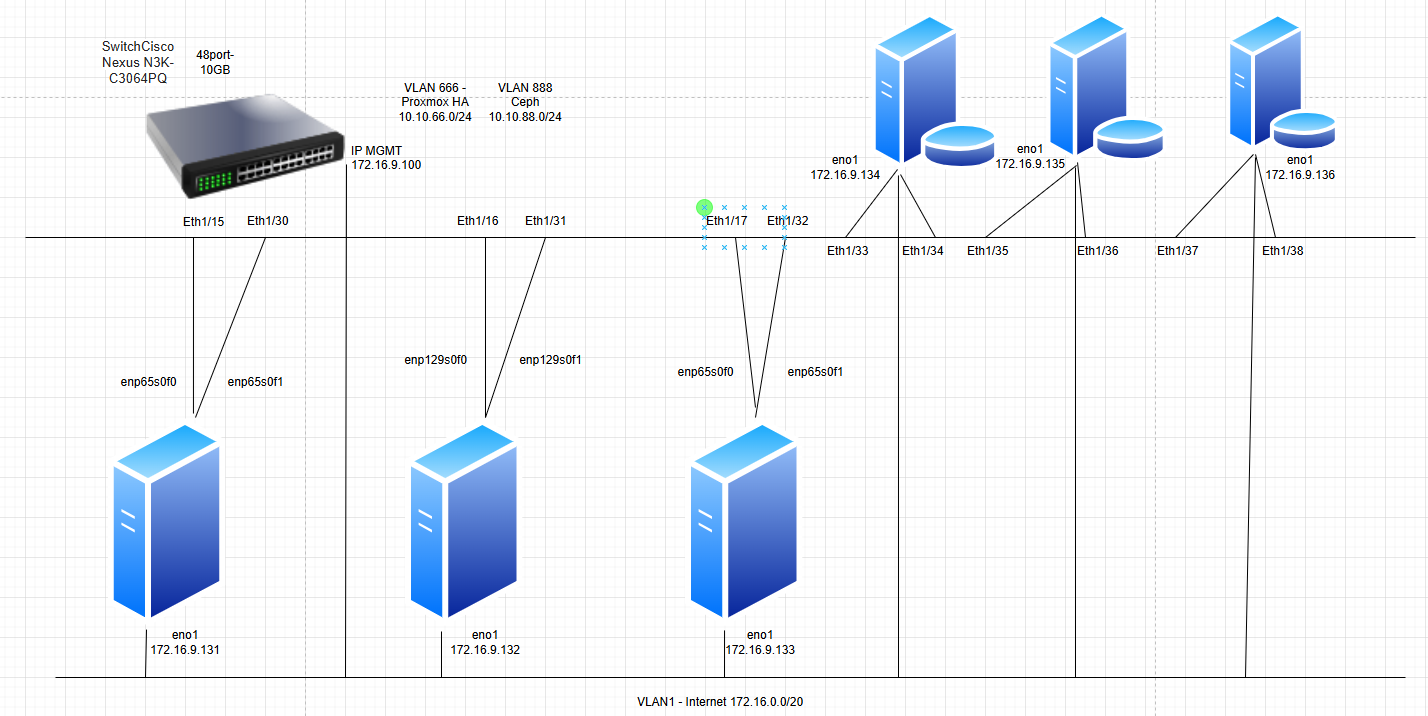 SwitchCisco
Nexus N3K-
C3064PQ
48port-
10GB
VLAN 666 -
Proxmox HA
10.10.66.0/24
VLAN 888
Ceph
10.10.88.0/24
IP MGMT
172.16.9.100
eno1
172.16.9.134
eno1
172.16.9.135
eno1
172.16.9.136
Eth1/15
Eth1/30
Eth1/16
Eth1/31
Eth1/17
Eth1/32
Eth1/33
Eth1/34
Eth1/35
Eth1/36
Eth1/37
Eth1/38
enp65s0f0
enp65s0f1
enp129s0f0
enp129s0f1
enp65s0f0
enp65s0f1
eno1
172.16.9.131
eno1
172.16.9.132
eno1
172.16.9.133
VLAN1 - Internet 172.16.0.0/20